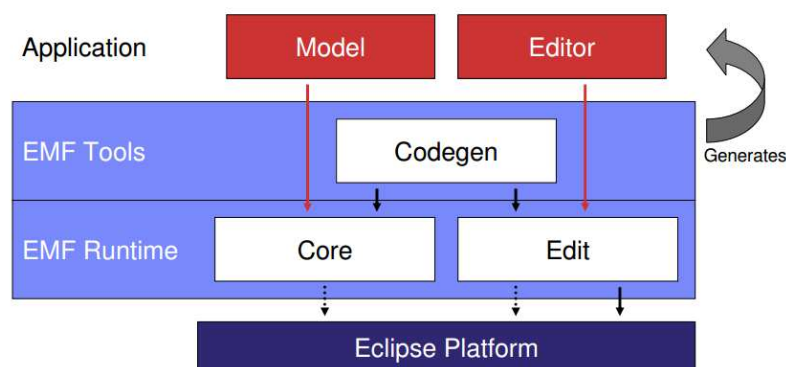 Application
Model
Editor
EMF Tools
Codegen
Generates
EMF Runtime
Core
Edit
Eclipse Platform